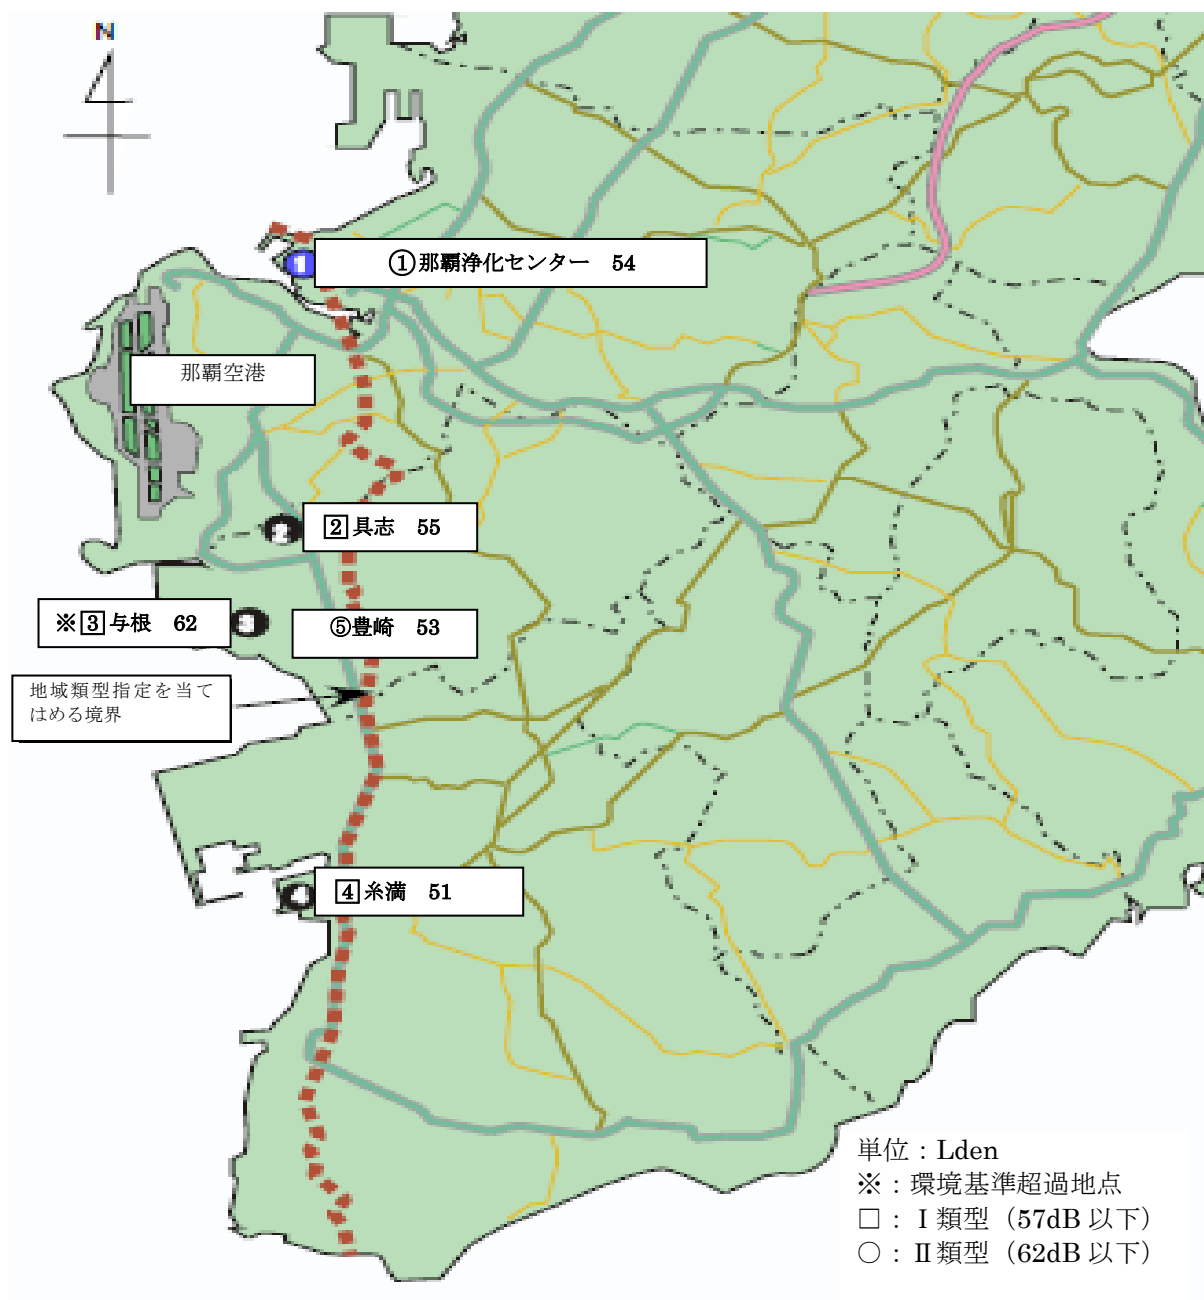 N
①那覇浄化センター 54
1
那覇空港
2 具志 55
※3与根 62
⑤豊崎 53
地域類型指定を当て
はめる境界
4 糸満 51
単位：Lden
※：環境基準超過地点
□：Ⅰ類型（57dB 以下）
○：Ⅱ類型（62dB 以下）